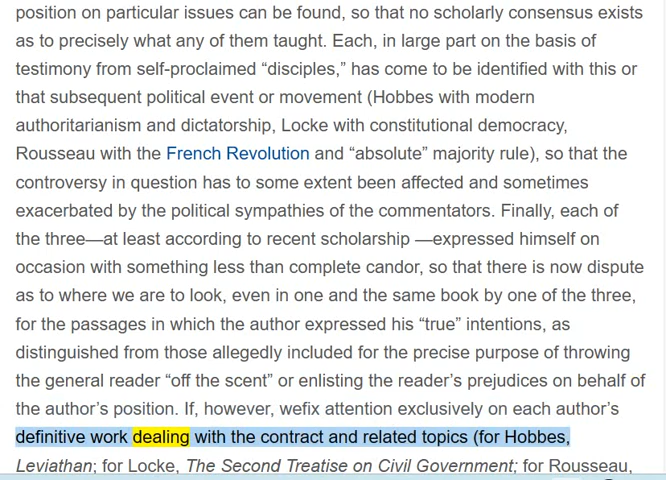 position on particular issues can be found, so that no scholarly consensus exists
as to precisely what any of them taught. Each, in large part on the basis of
testimony from self-proclaimed “disciples,” has come to be identified with this or
that subsequent political event or movement (Hobbes with modern
authoritarianism and dictatorship, Locke with constitutional democracy,
Rousseau with the French Revolution and “absolute” majority rule), so that the
controversy in question has to some extent been affected and sometimes
exacerbated by the political sympathies of the commentators. Finally, each of
the three—at least according to recent scholarship —expressed himself on
occasion with something less than complete candor, so that there is now dispute
as to where we are to look, even in one and the same book by one of the three,
for the passages in which the author expressed his “true” intentions, as
distinguished from those allegedly included for the precise purpose of throwing
the general reader “off the scent” or enlisting the reader’s prejudices on behalf of
the author’s position. If, however, wefix attention exclusively on each author’s
definitive work dealing with the contract and related topics (for Hobbes,
Leviathan; for Locke, The Second Treatise on Civil Government; for Rousseau,